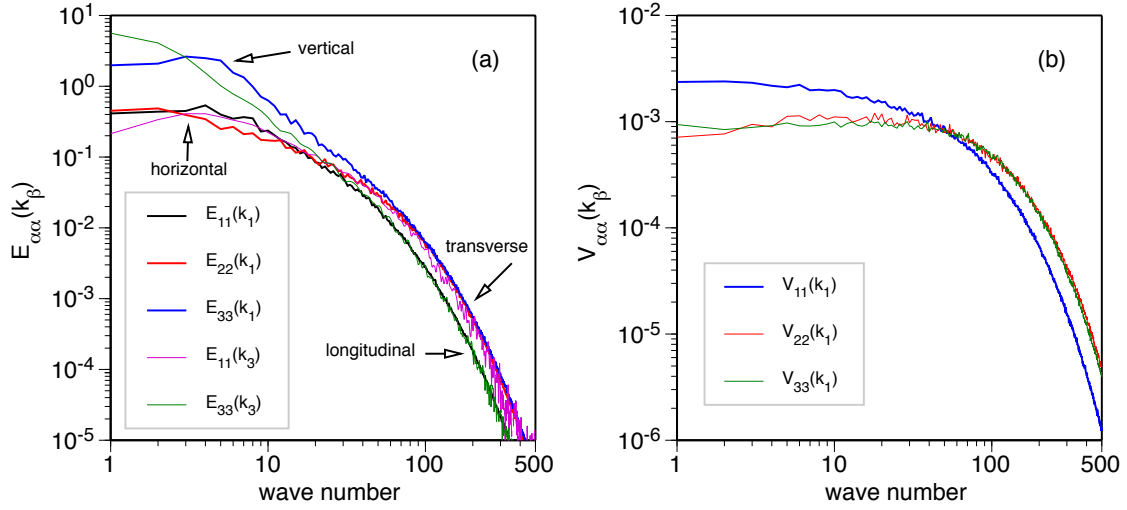 10^1
10^0
10^-1
10^-2
10^-3
10^-4
10^-5
E_αα(k_β)
(a)
vertical
horizontal
transverse
longitudinal
E_11(k_1)
E_22(k_1)
E_33(k_1)
E_11(k_3)
E_33(k_3)
1
10
100
500
wave number
10^-2
10^-3
10^-4
10^-5
10^-6
V_αα(k_β)
(b)
V_11(k_1)
V_22(k_1)
V_33(k_1)
1
10
100
500
wave number